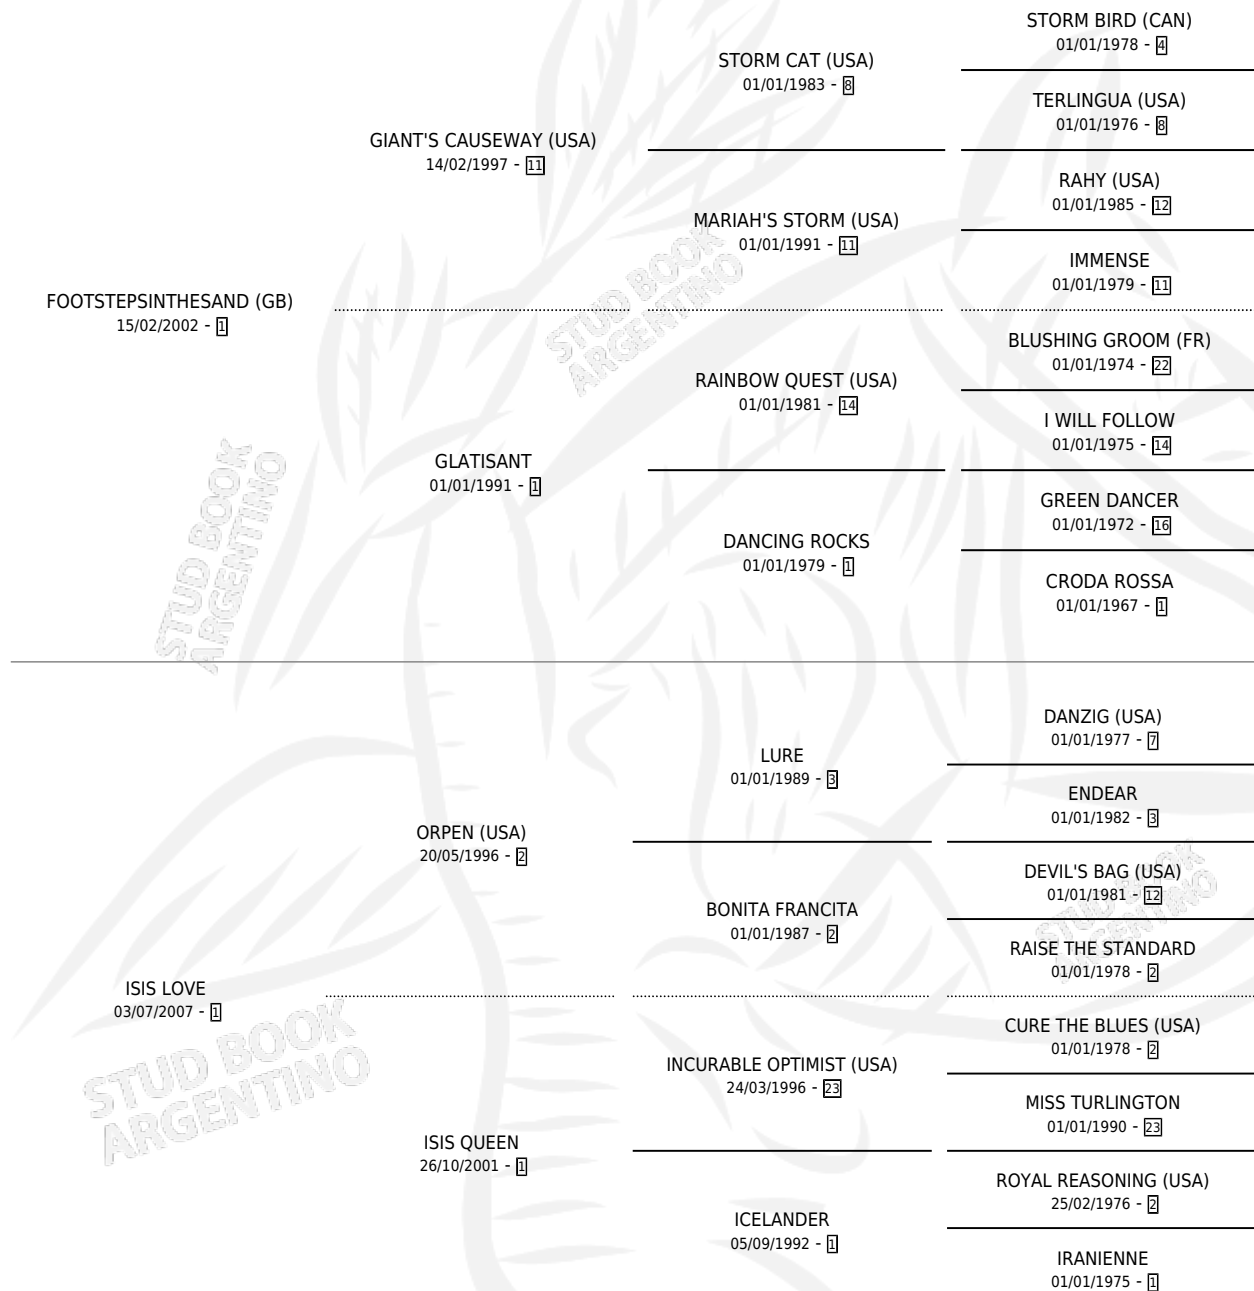 STORM BIRD (CAN)
01/01/1978 - 4
STORM CAT (USA)
01/01/1983 - 8
TERLINGUA (USA)
01/01/1976 - 8
GIANT'S CAUSEWAY (USA)
14/02/1997 - 11
RAHY (USA)
01/01/1985 - 12
MARIAH'S STORM (USA)
01/01/1991 - 11
IMMENSE
01/01/1979 - 11
FOOTSTEPSINTHESAND (GB)
15/02/2002 - 1
BLUSHING GROOM (FR)
01/01/1974 - 22
RAINBOW QUEST (USA)
01/01/1981 - 14
I WILL FOLLOW
01/01/1975 - 14
GLATISANT
01/01/1991 - 1
GREEN DANCER
01/01/1972 - 16
DANCING ROCKS
01/01/1979 - 1
CRODA ROSSA
01/01/1967 - 1
DANZIG (USA)
01/01/1977 - 7
LURE
01/01/1989 - 3
ENDEAR
01/01/1982 - 3
ORPEN (USA)
20/05/1996 - 2
DEVIL'S BAG (USA)
01/01/1981 - 12
BONITA FRANCITA
01/01/1987 - 2
RAISE THE STANDARD
01/01/1978 - 2
ISIS LOVE
03/07/2007 - 1
CURE THE BLUES (USA)
01/01/1978 - 2
INCURABLE OPTIMIST (USA)
24/03/1996 - 23
MISS TURLINGTON
01/01/1990 - 23
ISIS QUEEN
26/10/2001 - 1
ROYAL REASONING (USA)
25/02/1976 - 2
ICELANDER
05/09/1992 - 1
IRANIENNE
01/01/1975 - 1
STUD BOOK
ARGENTINO
STUD BOOK
ARGENTINO
STUD BOOK
ARGENTINO
STUD BOOK
ARGENTINO